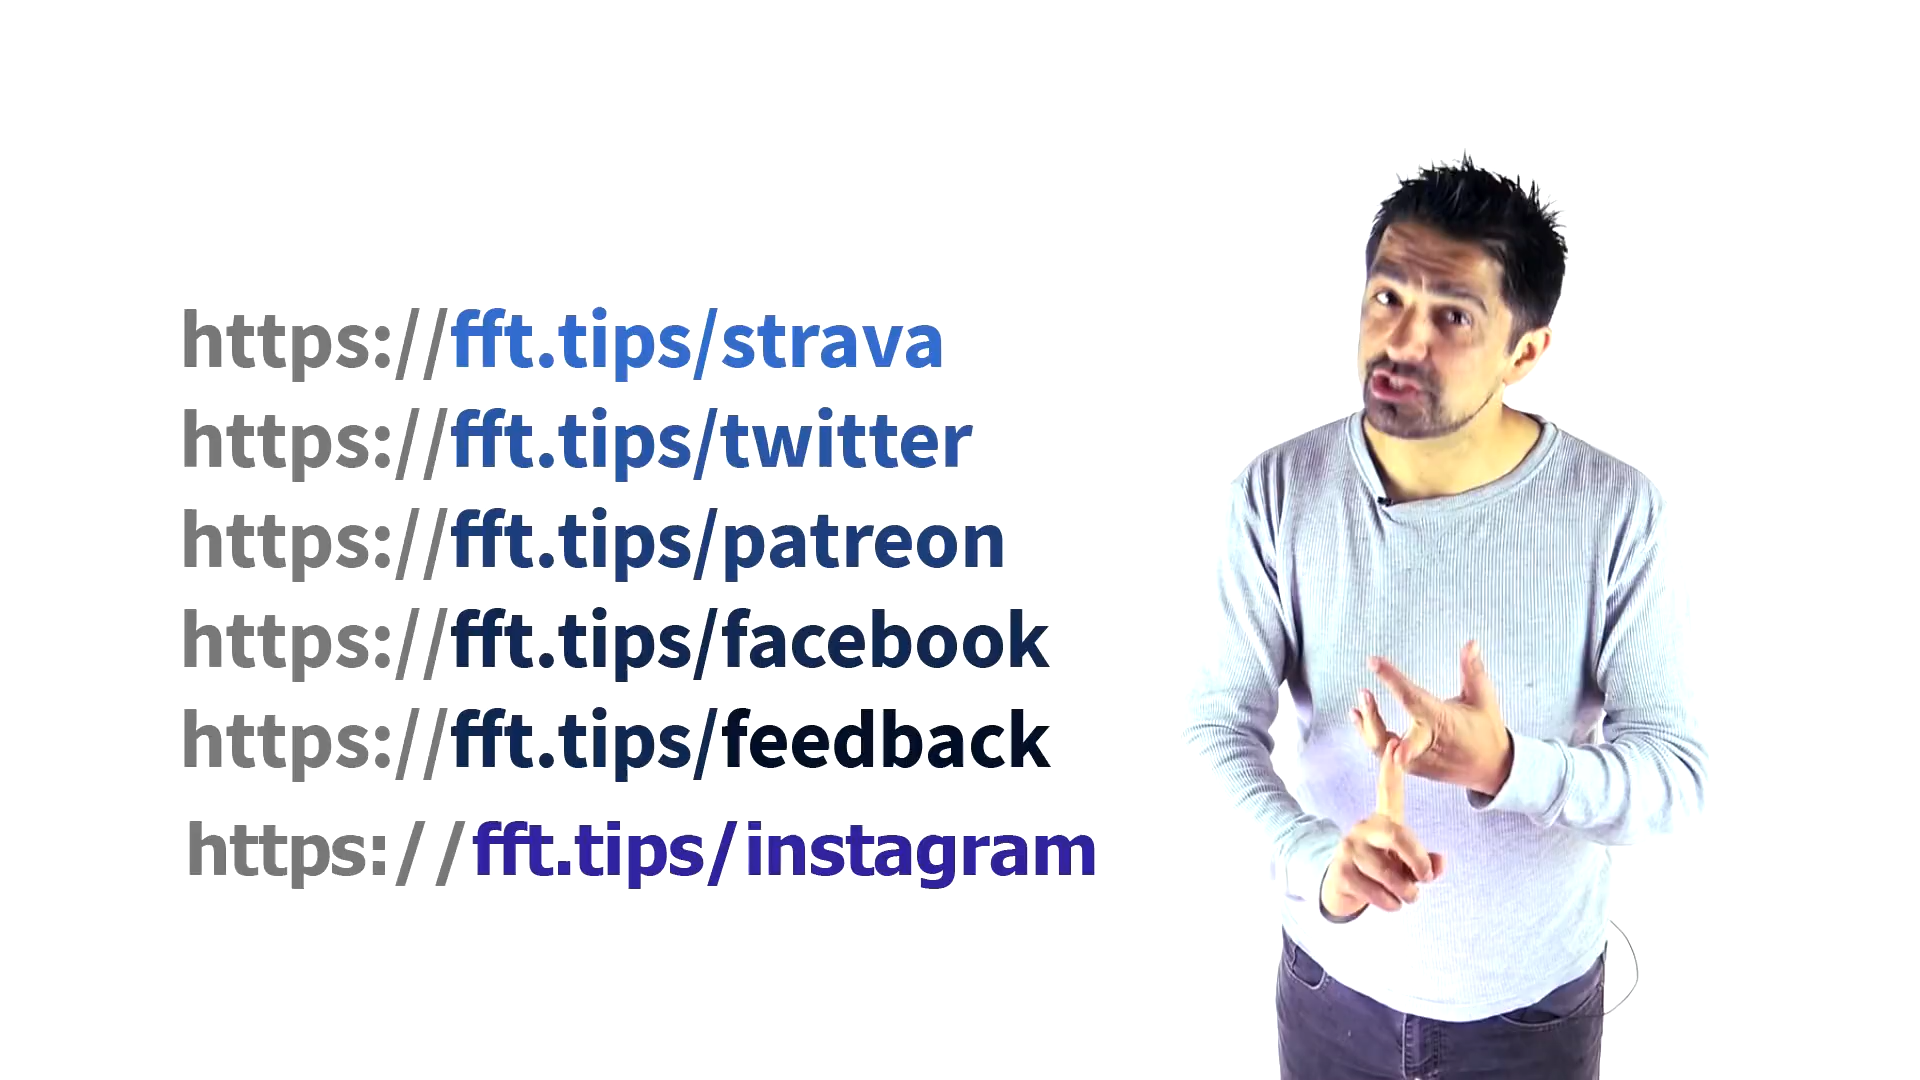 https://fft.tips/strava
https://fft.tips/twitter
https://fft.tips/patreon
https://fft.tips/facebook
https://fft.tips/feedback
https://fft.tips/instagram